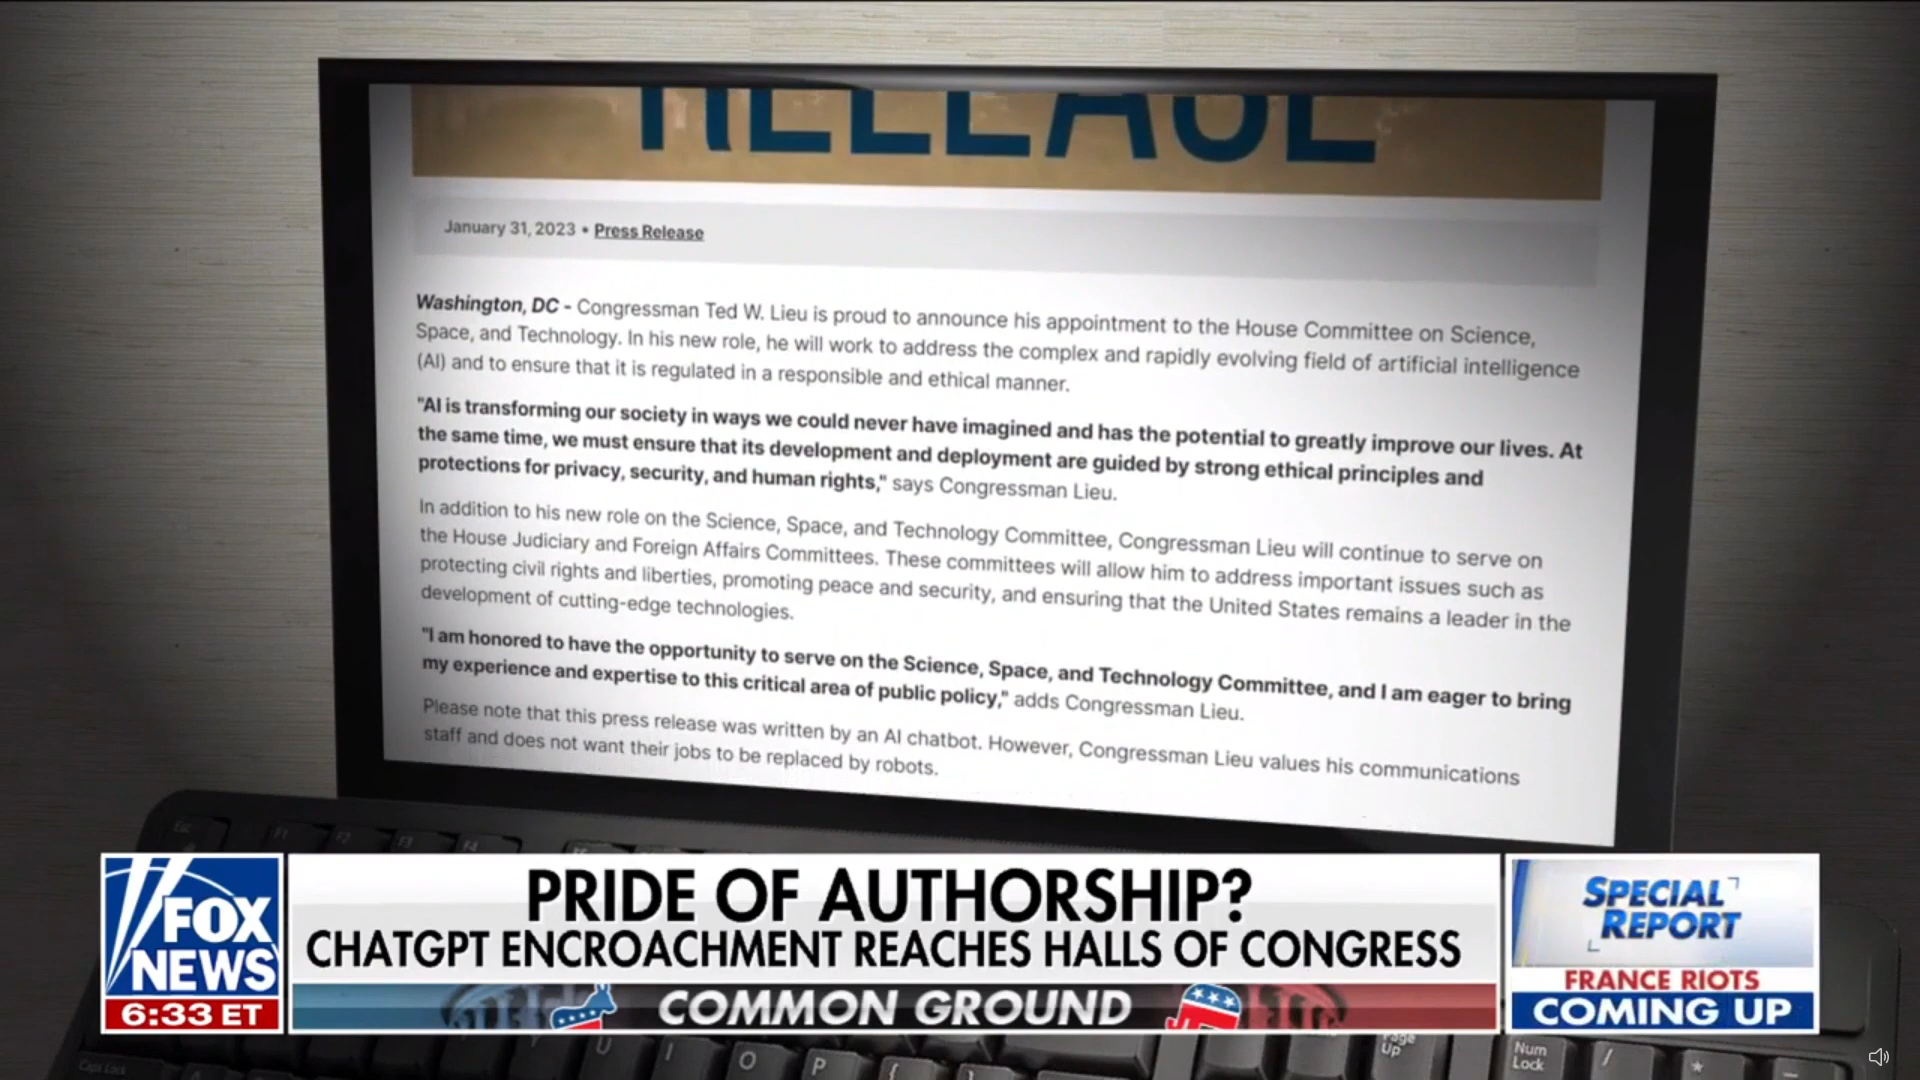 RELEASE
January 31, 2023 • Press Release
Washington, DC - Congressman Ted W. Lieu is proud to announce his appointment to the House Committee on Science,
Space, and Technology. In his new role, he will work to address the complex and rapidly evolving field of artificial intelligence
(AI) and to ensure that it is regulated in a responsible and ethical manner.
"AI is transforming our society in ways we could never have imagined and has the potential to greatly improve our lives. At
the same time, we must ensure that its development and deployment are guided by strong ethical principles and
protections for privacy, security, and human rights," says Congressman Lieu.
In addition to his new role on the Science, Space, and Technology Committee, Congressman Lieu will continue to serve on
the House Judiciary and Foreign Affairs Committees. These committees will allow him to address important issues such as
protecting civil rights and liberties, promoting peace and security, and ensuring that the United States remains a leader in the
development of cutting-edge technologies.
"I am honored to have the opportunity to serve on the Science, Space, and Technology Committee, and I am eager to bring
my experience and expertise to this critical area of public policy," adds Congressman Lieu.
Please note that this press release was written by an AI chatbot. However, Congressman Lieu values his communications
staff and does not want their jobs to be replaced by robots.
Esc F1 F2 F3 F4
FOX
NEWS
6:33 ET
PRIDE OF AUTHORSHIP?
CHATGPT ENCROACHMENT REACHES HALLS OF CONGRESS
COMMON GROUND
SPECIAL
REPORT
FRANCE RIOTS
COMING UP
Y U I O P { }
Page
Up
Num
Lock
/ * −
Caps Lock